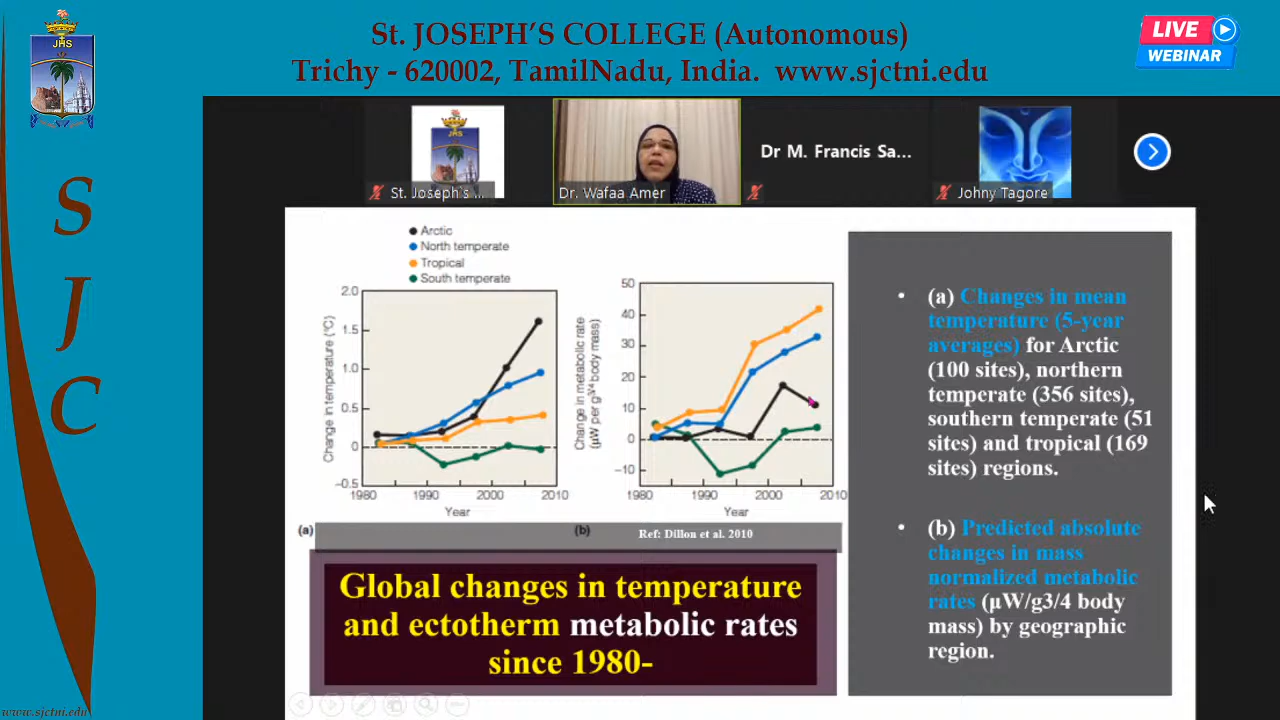 St. JOSEPH'S COLLEGE (Autonomous)
Trichy - 620002, TamilNadu, India.  www.sjctni.edu
LIVE
WEBINAR
JHS
S
J
C
www.sjctni.edu
JHS
St. Joseph's ...
Dr. Wafaa Amer
Dr M. Francis Sa...
Johny Tagore
Arctic
North temperate
Tropical
South temperate
Change in temperature (°C)
2.0
1.5
1.0
0.5
0
–0.5
1980
1990
2000
2010
Year
(a)
Change in metabolic rate
(µW per g3/4 body mass)
50
40
30
20
10
0
–10
1980
1990
2000
2010
Year
(b)
Ref: Dillon et al. 2010
Global changes in temperature
and ectotherm metabolic rates
since 1980-
• (a) Changes in mean
temperature (5-year
averages) for Arctic
(100 sites), northern
temperate (356 sites),
southern temperate (51
sites) and tropical (169
sites) regions.
• (b) Predicted absolute
changes in mass
normalized metabolic
rates (µW/g3/4 body
mass) by geographic
region.